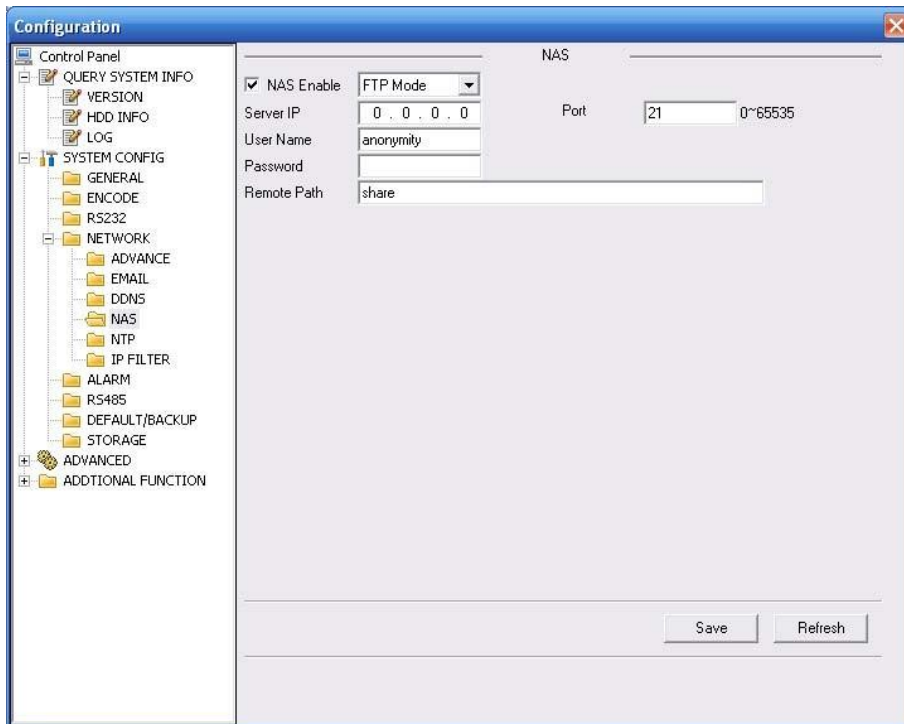 Configuration
Control Panel
QUERY SYSTEM INFO
VERSION
HDD INFO
LOG
SYSTEM CONFIG
GENERAL
ENCODE
RS232
NETWORK
ADVANCE
EMAIL
DDNS
NAS
NTP
IP FILTER
ALARM
RS485
DEFAULT/BACKUP
STORAGE
ADVANCED
ADDTIONAL FUNCTION
NAS
NAS Enable FTP Mode
Server IP 0 . 0 . 0 . 0 Port 21 0~65535
User Name anonymity
Password
Remote Path share
Save Refresh